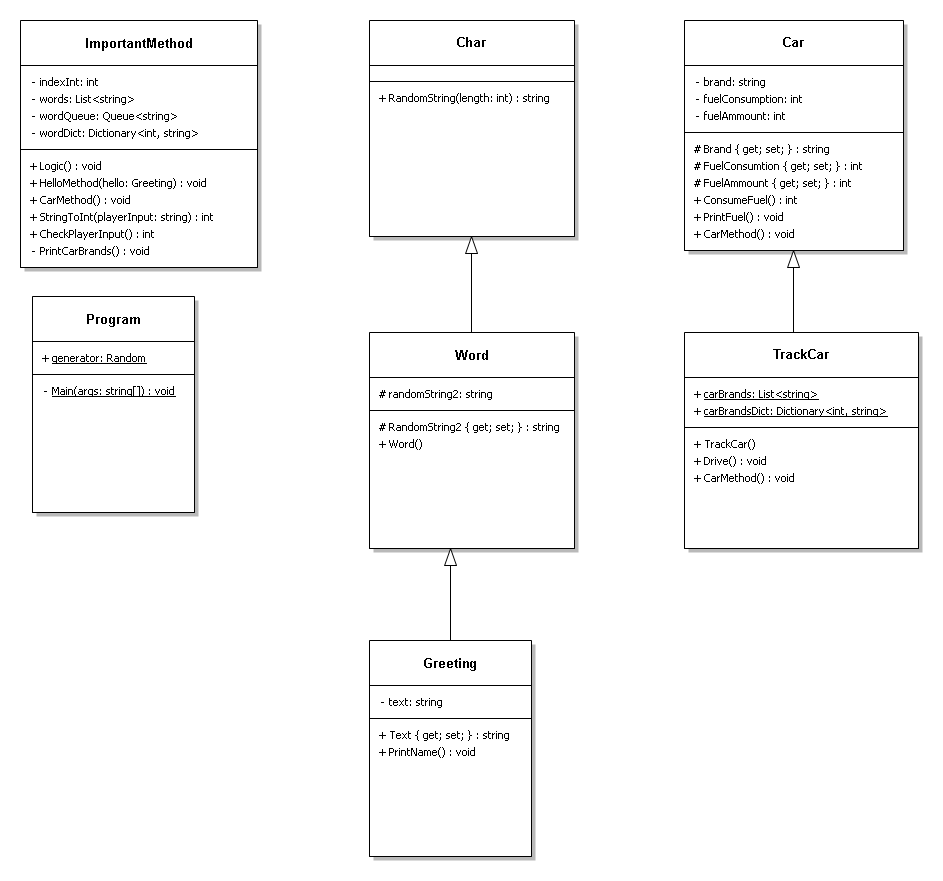 ImportantMethod
- indexInt: int
- words: List<string>
- wordQueue: Queue<string>
- wordDict: Dictionary<int, string>
+ Logic() : void
+ HelloMethod(hello: Greeting) : void
+ CarMethod() : void
+ StringToInt(playerInput: string) : int
+ CheckPlayerInput() : int
- PrintCarBrands() : void
Program
+ generator: Random
- Main(args: string[]) : void
Char
+ RandomString(length: int) : string
Word
# randomString2: string
# RandomString2 { get; set; } : string
+ Word()
Greeting
- text: string
+ Text { get; set; } : string
+ PrintName() : void
Car
- brand: string
- fuelConsumption: int
- fuelAmmount: int
# Brand { get; set; } : string
# FuelConsumtion { get; set; } : int
# FuelAmmount { get; set; } : int
+ ConsumeFuel() : int
+ PrintFuel() : void
+ CarMethod() : void
TrackCar
+ carBrands: List<string>
+ carBrandsDict: Dictionary<int, string>
+ TrackCar()
+ Drive() : void
+ CarMethod() : void